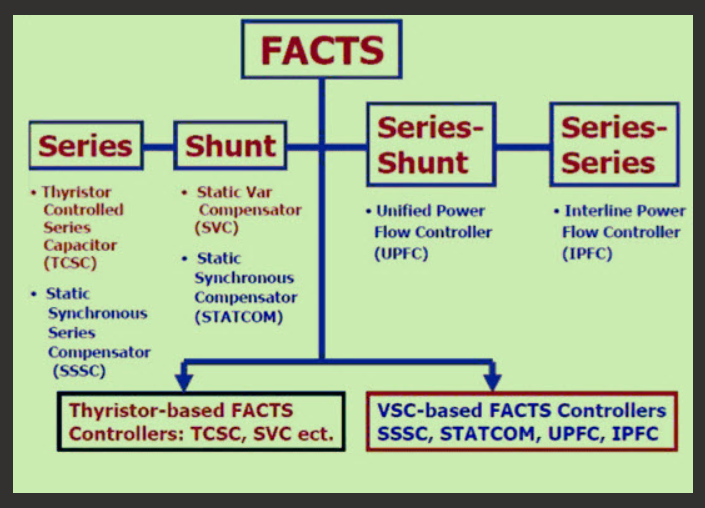 FACTS
Series
Shunt
Series-
Shunt
Series-
Series
• Thyristor
Controlled
Series
Capacitor
(TCSC)
• Static
Synchronous
Series
Compensator
(SSSC)
• Static Var
Compensator
(SVC)
• Static
Synchronous
Compensator
(STATCOM)
• Unified Power
Flow Controller
(UPFC)
• Interline Power
Flow Controller
(IPFC)
Thyristor-based FACTS
Controllers: TCSC, SVC ect.
VSC-based FACTS Controllers
SSSC, STATCOM, UPFC, IPFC